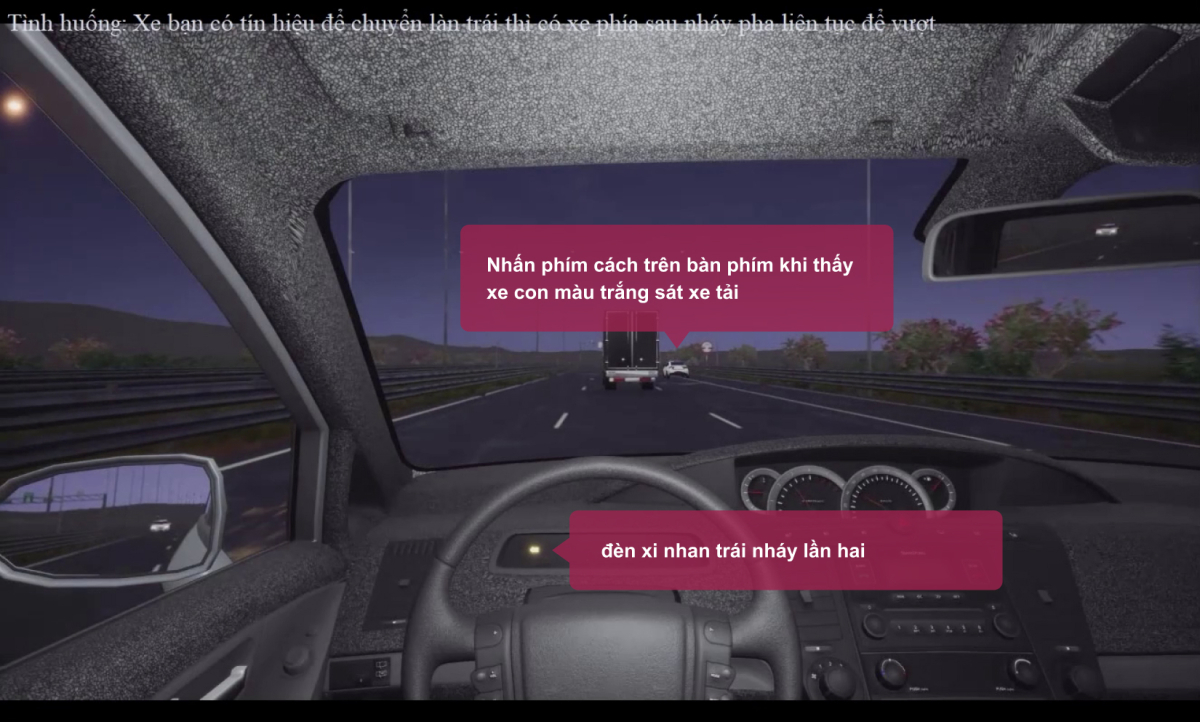 Tình huống: Xe bạn có tín hiệu để chuyển làn trái thì có xe phía sau nháy pha liên tục để vượt
Nhấn phím cách trên bàn phím khi thấy
xe con màu trắng sát xe tải
đèn xi nhan trái nháy lần hai